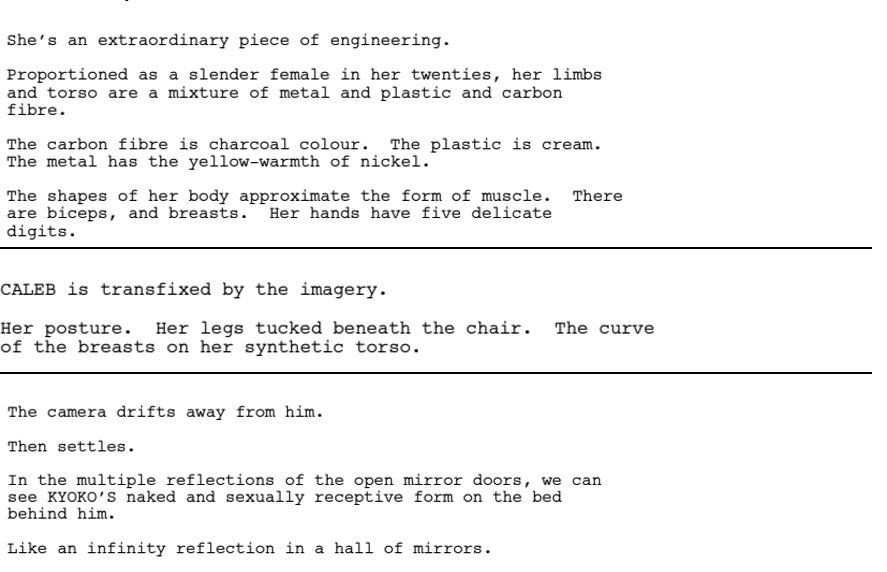 She's an extraordinary piece of engineering.
Proportioned as a slender female in her twenties, her limbs
and torso are a mixture of metal and plastic and carbon
fibre.
The carbon fibre is charcoal colour.  The plastic is cream.
The metal has the yellow-warmth of nickel.
The shapes of her body approximate the form of muscle.  There
are biceps, and breasts.  Her hands have five delicate
digits.
CALEB is transfixed by the imagery.
Her posture.  Her legs tucked beneath the chair.  The curve
of the breasts on her synthetic torso.
The camera drifts away from him.
Then settles.
In the multiple reflections of the open mirror doors, we can
see KYOKO'S naked and sexually receptive form on the bed
behind him.
Like an infinity reflection in a hall of mirrors.